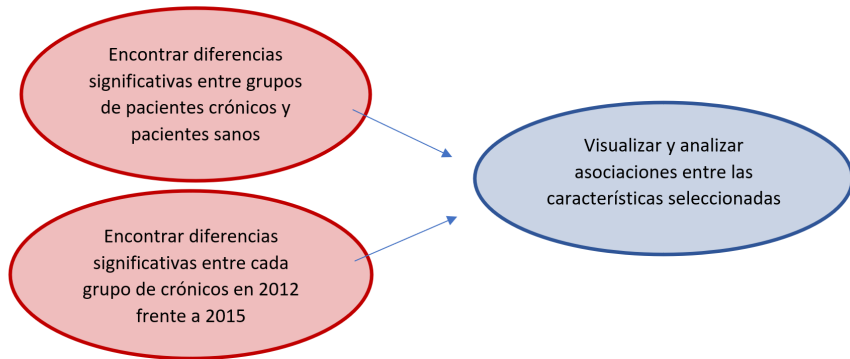 Encontrar diferencias
significativas entre grupos
de pacientes crónicos y
pacientes sanos
Encontrar diferencias
significativas entre cada
grupo de crónicos en 2012
frente a 2015
Visualizar y analizar
asociaciones entre las
características seleccionadas